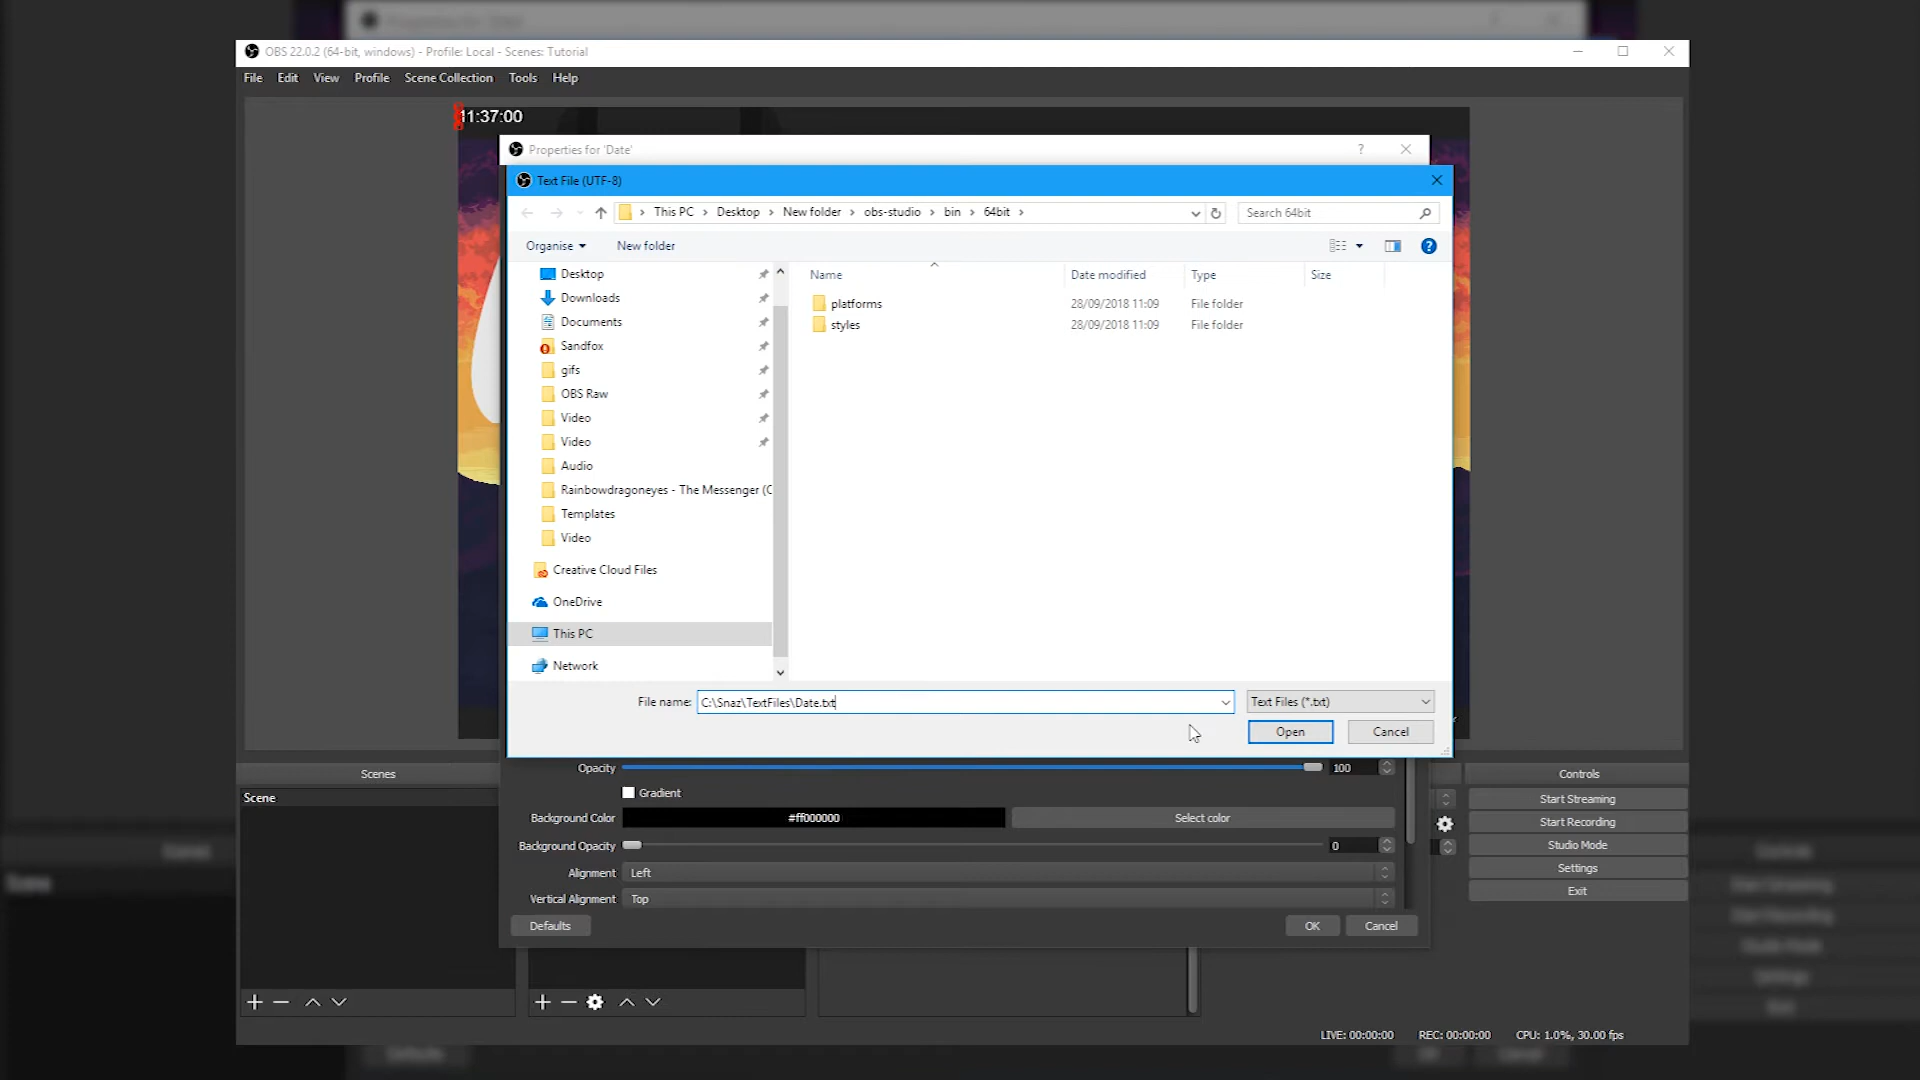 OBS 22.0.2 (64-bit, windows) - Profile: Local - Scenes: Tutorial
File Edit View Profile Scene Collection Tools Help
11:37:00
Properties for 'Date'
Text File (UTF-8)
This PC > Desktop > New folder > obs-studio > bin > 64bit >
Search 64bit
Organise New folder
Name Date modified Type Size
platforms 28/09/2018 11:09 File folder
styles 28/09/2018 11:09 File folder
Desktop
Downloads
Documents
Sandfox
gifs
OBS Raw
Video
Video
Audio
Rainbowdragoneyes - The Messenger (C
Templates
Video
Creative Cloud Files
OneDrive
This PC
Network
File name: C:\Snaz\TextFiles\Date.txt Text Files (*.txt)
Open Cancel
Opacity 100
Gradient
Background Color #ff000000 Select color
Background Opacity 0
Alignment Left
Vertical Alignment Top
Defaults OK Cancel
Scenes
Scene
Controls
Start Streaming
Start Recording
Studio Mode
Settings
Exit
LIVE: 00:00:00 REC: 00:00:00 CPU: 1.0%, 30.00 fps